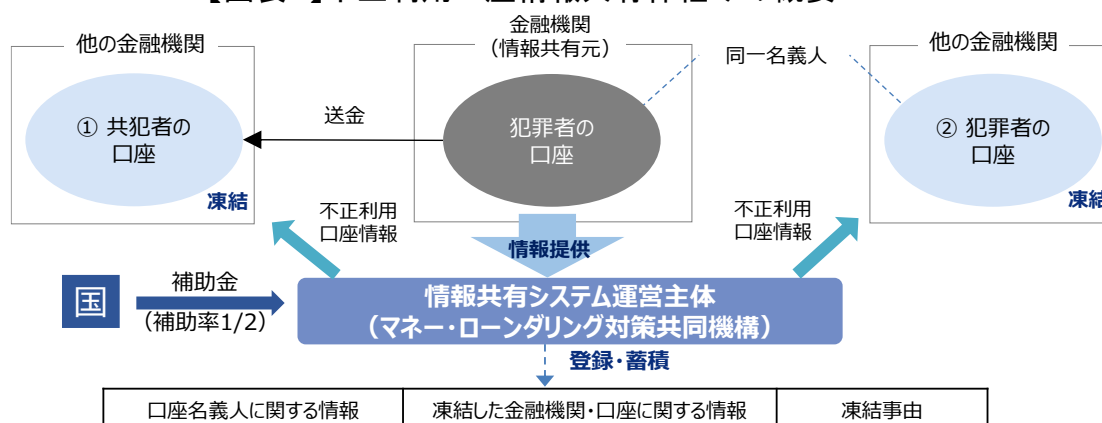 他の金融機関
金融機関
(情報共有元)
同一名義人
他の金融機関
① 共犯者の
口座
凍結
送金
犯罪者の
口座
② 犯罪者の
口座
凍結
不正利用
口座情報
情報提供
不正利用
口座情報
国
補助金
(補助率1/2)
情報共有システム運営主体
(マネー・ローンダリング対策共同機構)
登録・蓄積
口座名義人に関する情報
凍結した金融機関・口座に関する情報
凍結事由